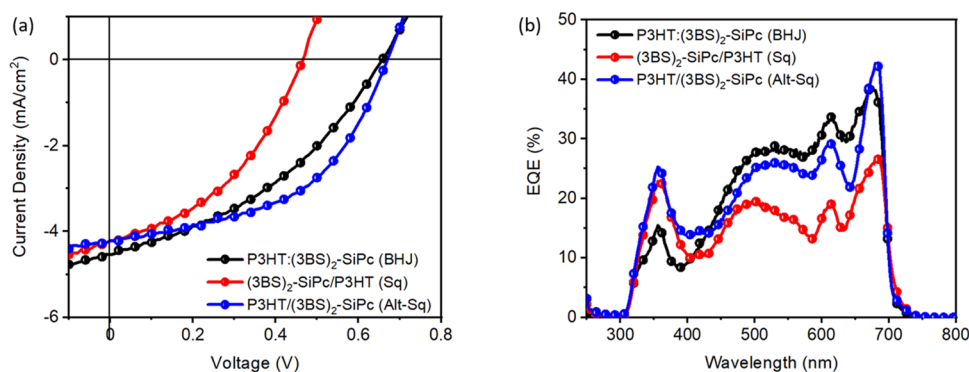 (a)
Current Density (mA/cm²)
0
-2
-4
-6
0 0.2 0.4 0.6 0.8
Voltage (V)
P3HT:(3BS)₂-SiPc (BHJ)
(3BS)₂-SiPc/P3HT (Sq)
P3HT/(3BS)₂-SiPc (Alt-Sq)
(b)
EQE (%)
50
40
30
20
10
0
300 400 500 600 700 800
Wavelength (nm)
P3HT:(3BS)₂-SiPc (BHJ)
(3BS)₂-SiPc/P3HT (Sq)
P3HT/(3BS)₂-SiPc (Alt-Sq)